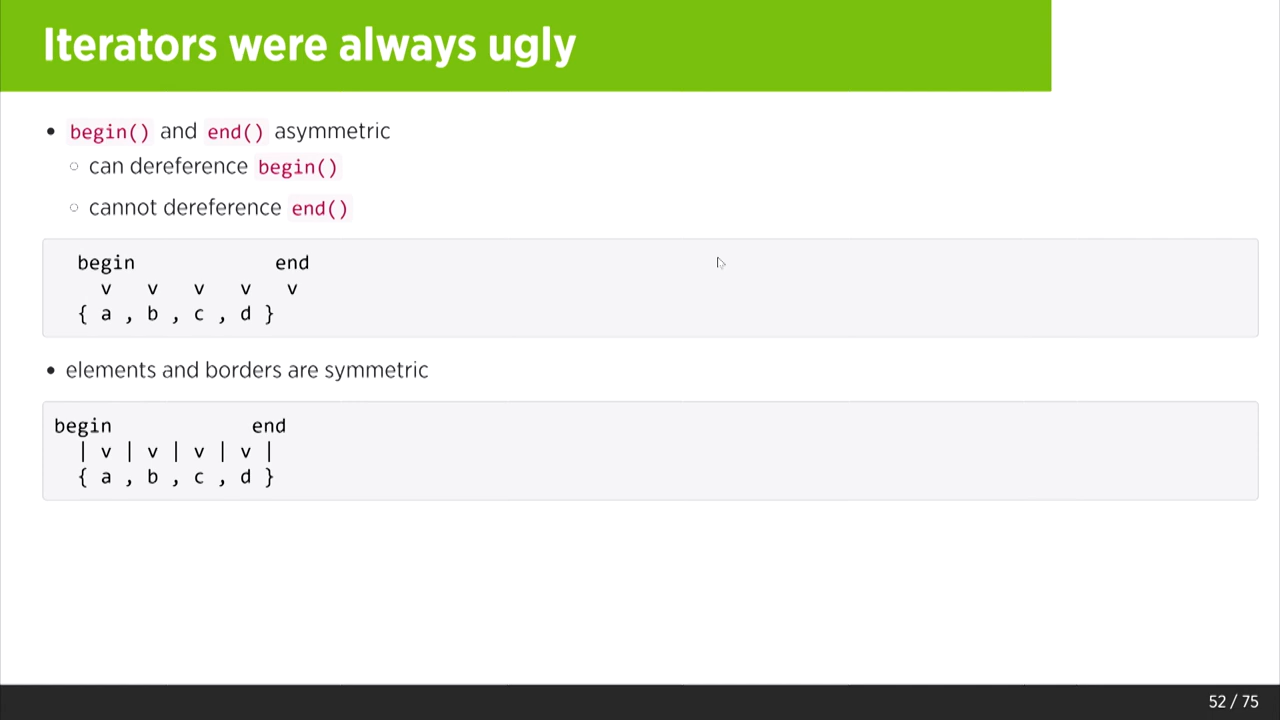 Iterators were always ugly
• begin() and end() asymmetric
○ can dereference begin()
○ cannot dereference end()
begin end
v v v v v
{ a , b , c , d }
• elements and borders are symmetric
begin end
| v | v | v | v |
{ a , b , c , d }
52 / 75